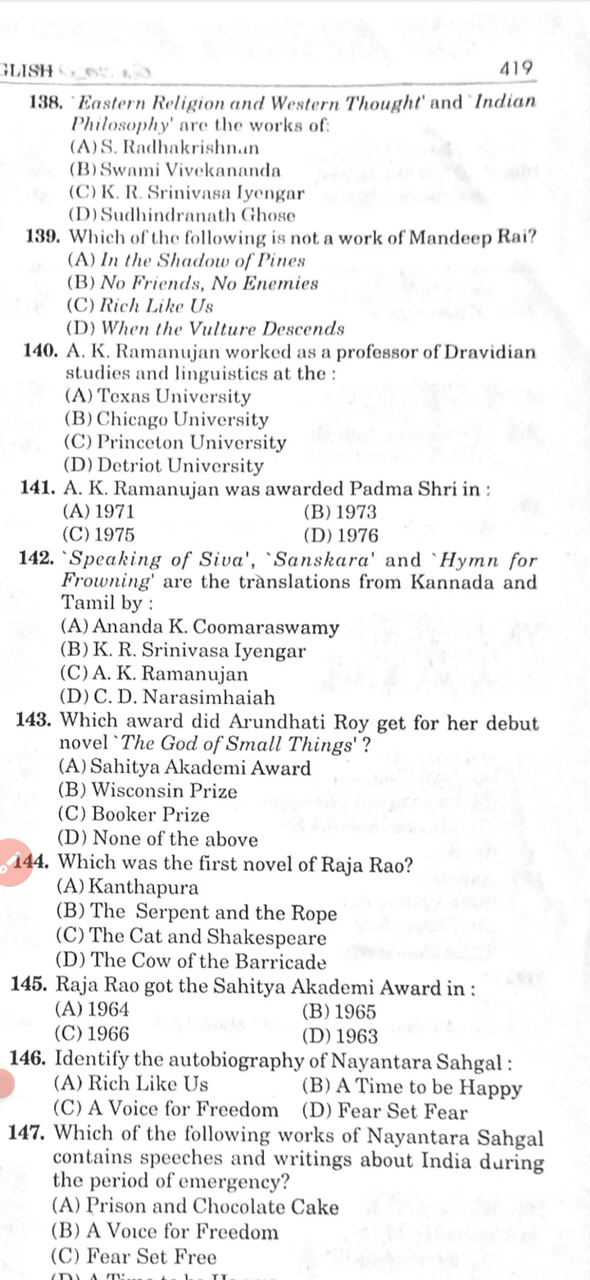 GLISH
419
138. `Eastern Religion and Western Thought' and `Indian
Philosophy' are the works of:
(A) S. Radhakrishnan
(B) Swami Vivekananda
(C) K. R. Srinivasa Iyengar
(D) Sudhindranath Ghose
139. Which of the following is not a work of Mandeep Rai?
(A) In the Shadow of Pines
(B) No Friends, No Enemies
(C) Rich Like Us
(D) When the Vulture Descends
140. A. K. Ramanujan worked as a professor of Dravidian
studies and linguistics at the :
(A) Texas University
(B) Chicago University
(C) Princeton University
(D) Detriot University
141. A. K. Ramanujan was awarded Padma Shri in :
(A) 1971 (B) 1973
(C) 1975 (D) 1976
142. `Speaking of Siva', `Sanskara' and `Hymn for
Frowning' are the translations from Kannada and
Tamil by :
(A) Ananda K. Coomaraswamy
(B) K. R. Srinivasa Iyengar
(C) A. K. Ramanujan
(D) C. D. Narasimhaiah
143. Which award did Arundhati Roy get for her debut
novel `The God of Small Things' ?
(A) Sahitya Akademi Award
(B) Wisconsin Prize
(C) Booker Prize
(D) None of the above
144. Which was the first novel of Raja Rao?
(A) Kanthapura
(B) The Serpent and the Rope
(C) The Cat and Shakespeare
(D) The Cow of the Barricade
145. Raja Rao got the Sahitya Akademi Award in :
(A) 1964 (B) 1965
(C) 1966 (D) 1963
146. Identify the autobiography of Nayantara Sahgal :
(A) Rich Like Us (B) A Time to be Happy
(C) A Voice for Freedom (D) Fear Set Fear
147. Which of the following works of Nayantara Sahgal
contains speeches and writings about India during
the period of emergency?
(A) Prison and Chocolate Cake
(B) A Voice for Freedom
(C) Fear Set Free